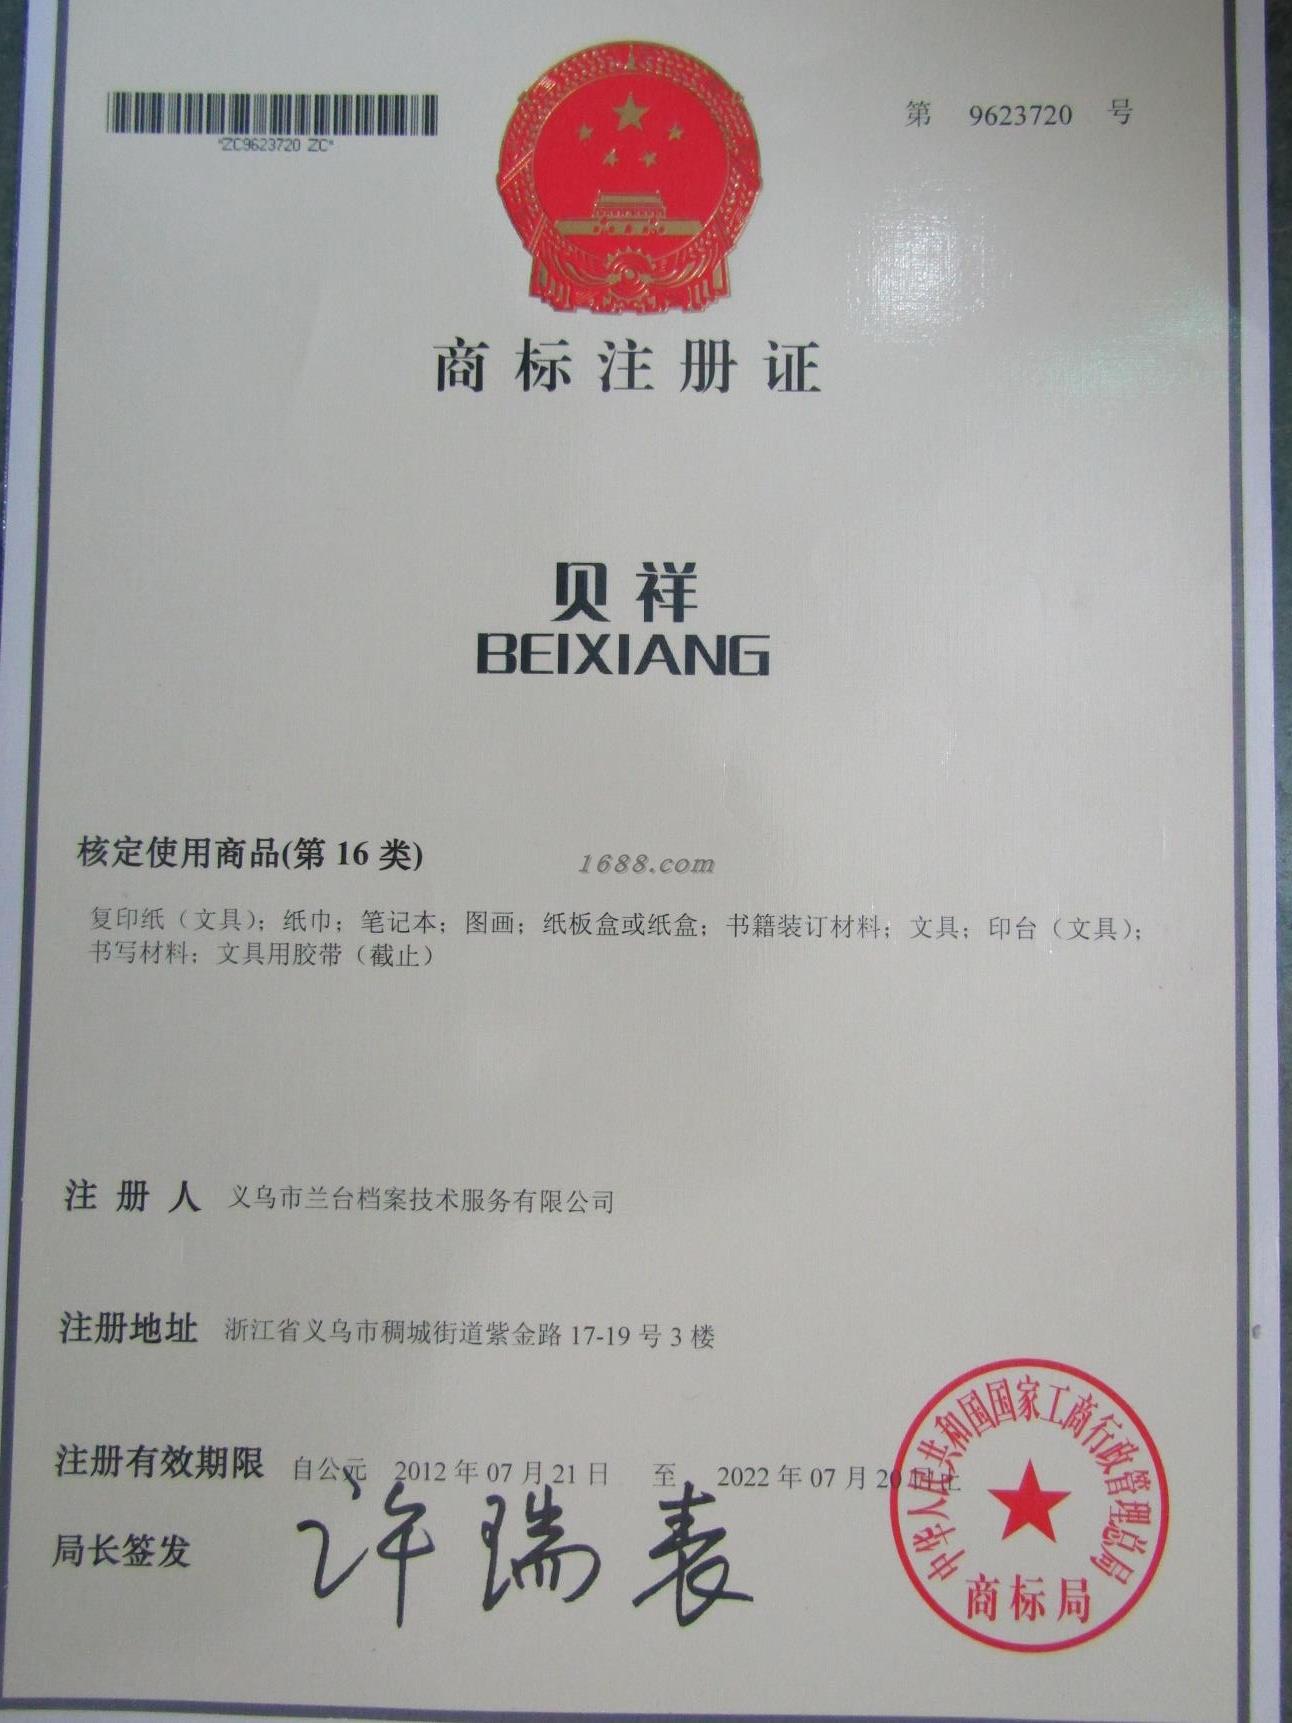 *ZC9623720 ZC*
第 9623720 号
商标注册证
贝祥
BEIXIANG
核定使用商品(第 16 类)
1688.com
复印纸（文具）；纸巾；笔记本；图画；纸板盒或纸盒；书籍装订材料；文具；印台（文具）；
书写材料；文具用胶带（截止）
注册人 义乌市兰台档案技术服务有限公司
注册地址 浙江省义乌市稠城街道紫金路 17-19 号 3 楼
注册有效期限 自公元 2012 年 07 月 21 日 至 2022 年 07 月 20 日止
局长签发 许瑞表
中华人民共和国国家工商行政管理总局
商标局